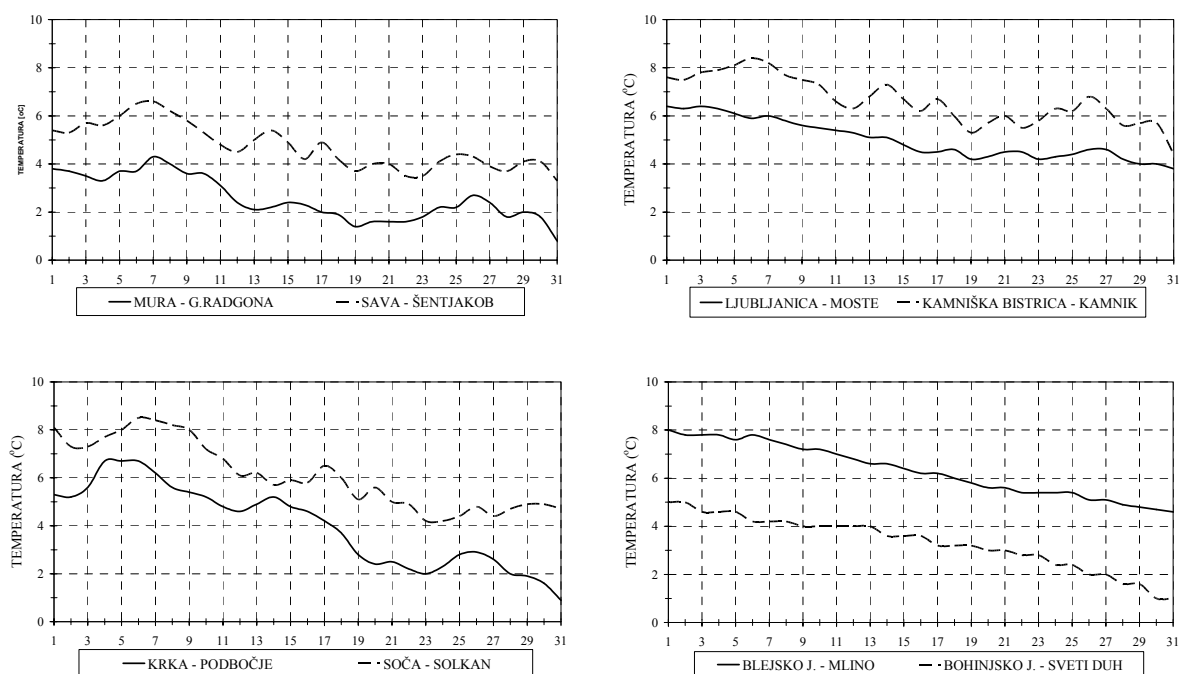 TEMPERATURA [oC]
10
8
6
4
2
0
1 3 5 7 9 11 13 15 17 19 21 23 25 27 29 31
MURA - G.RADGONA SAVA - ŠENTJAKOB
TEMPERATURA (°C)
10
8
6
4
2
0
1 3 5 7 9 11 13 15 17 19 21 23 25 27 29 31
LJUBLJANICA - MOSTE KAMNIŠKA BISTRICA - KAMNIK
TEMPERATURA (°C)
10
8
6
4
2
0
1 3 5 7 9 11 13 15 17 19 21 23 25 27 29 31
KRKA - PODBOČJE SOČA - SOLKAN
TEMPERATURA (°C)
10
8
6
4
2
0
1 3 5 7 9 11 13 15 17 19 21 23 25 27 29 31
BLEJSKO J. - MLINO BOHINJSKO J. - SVETI DUH